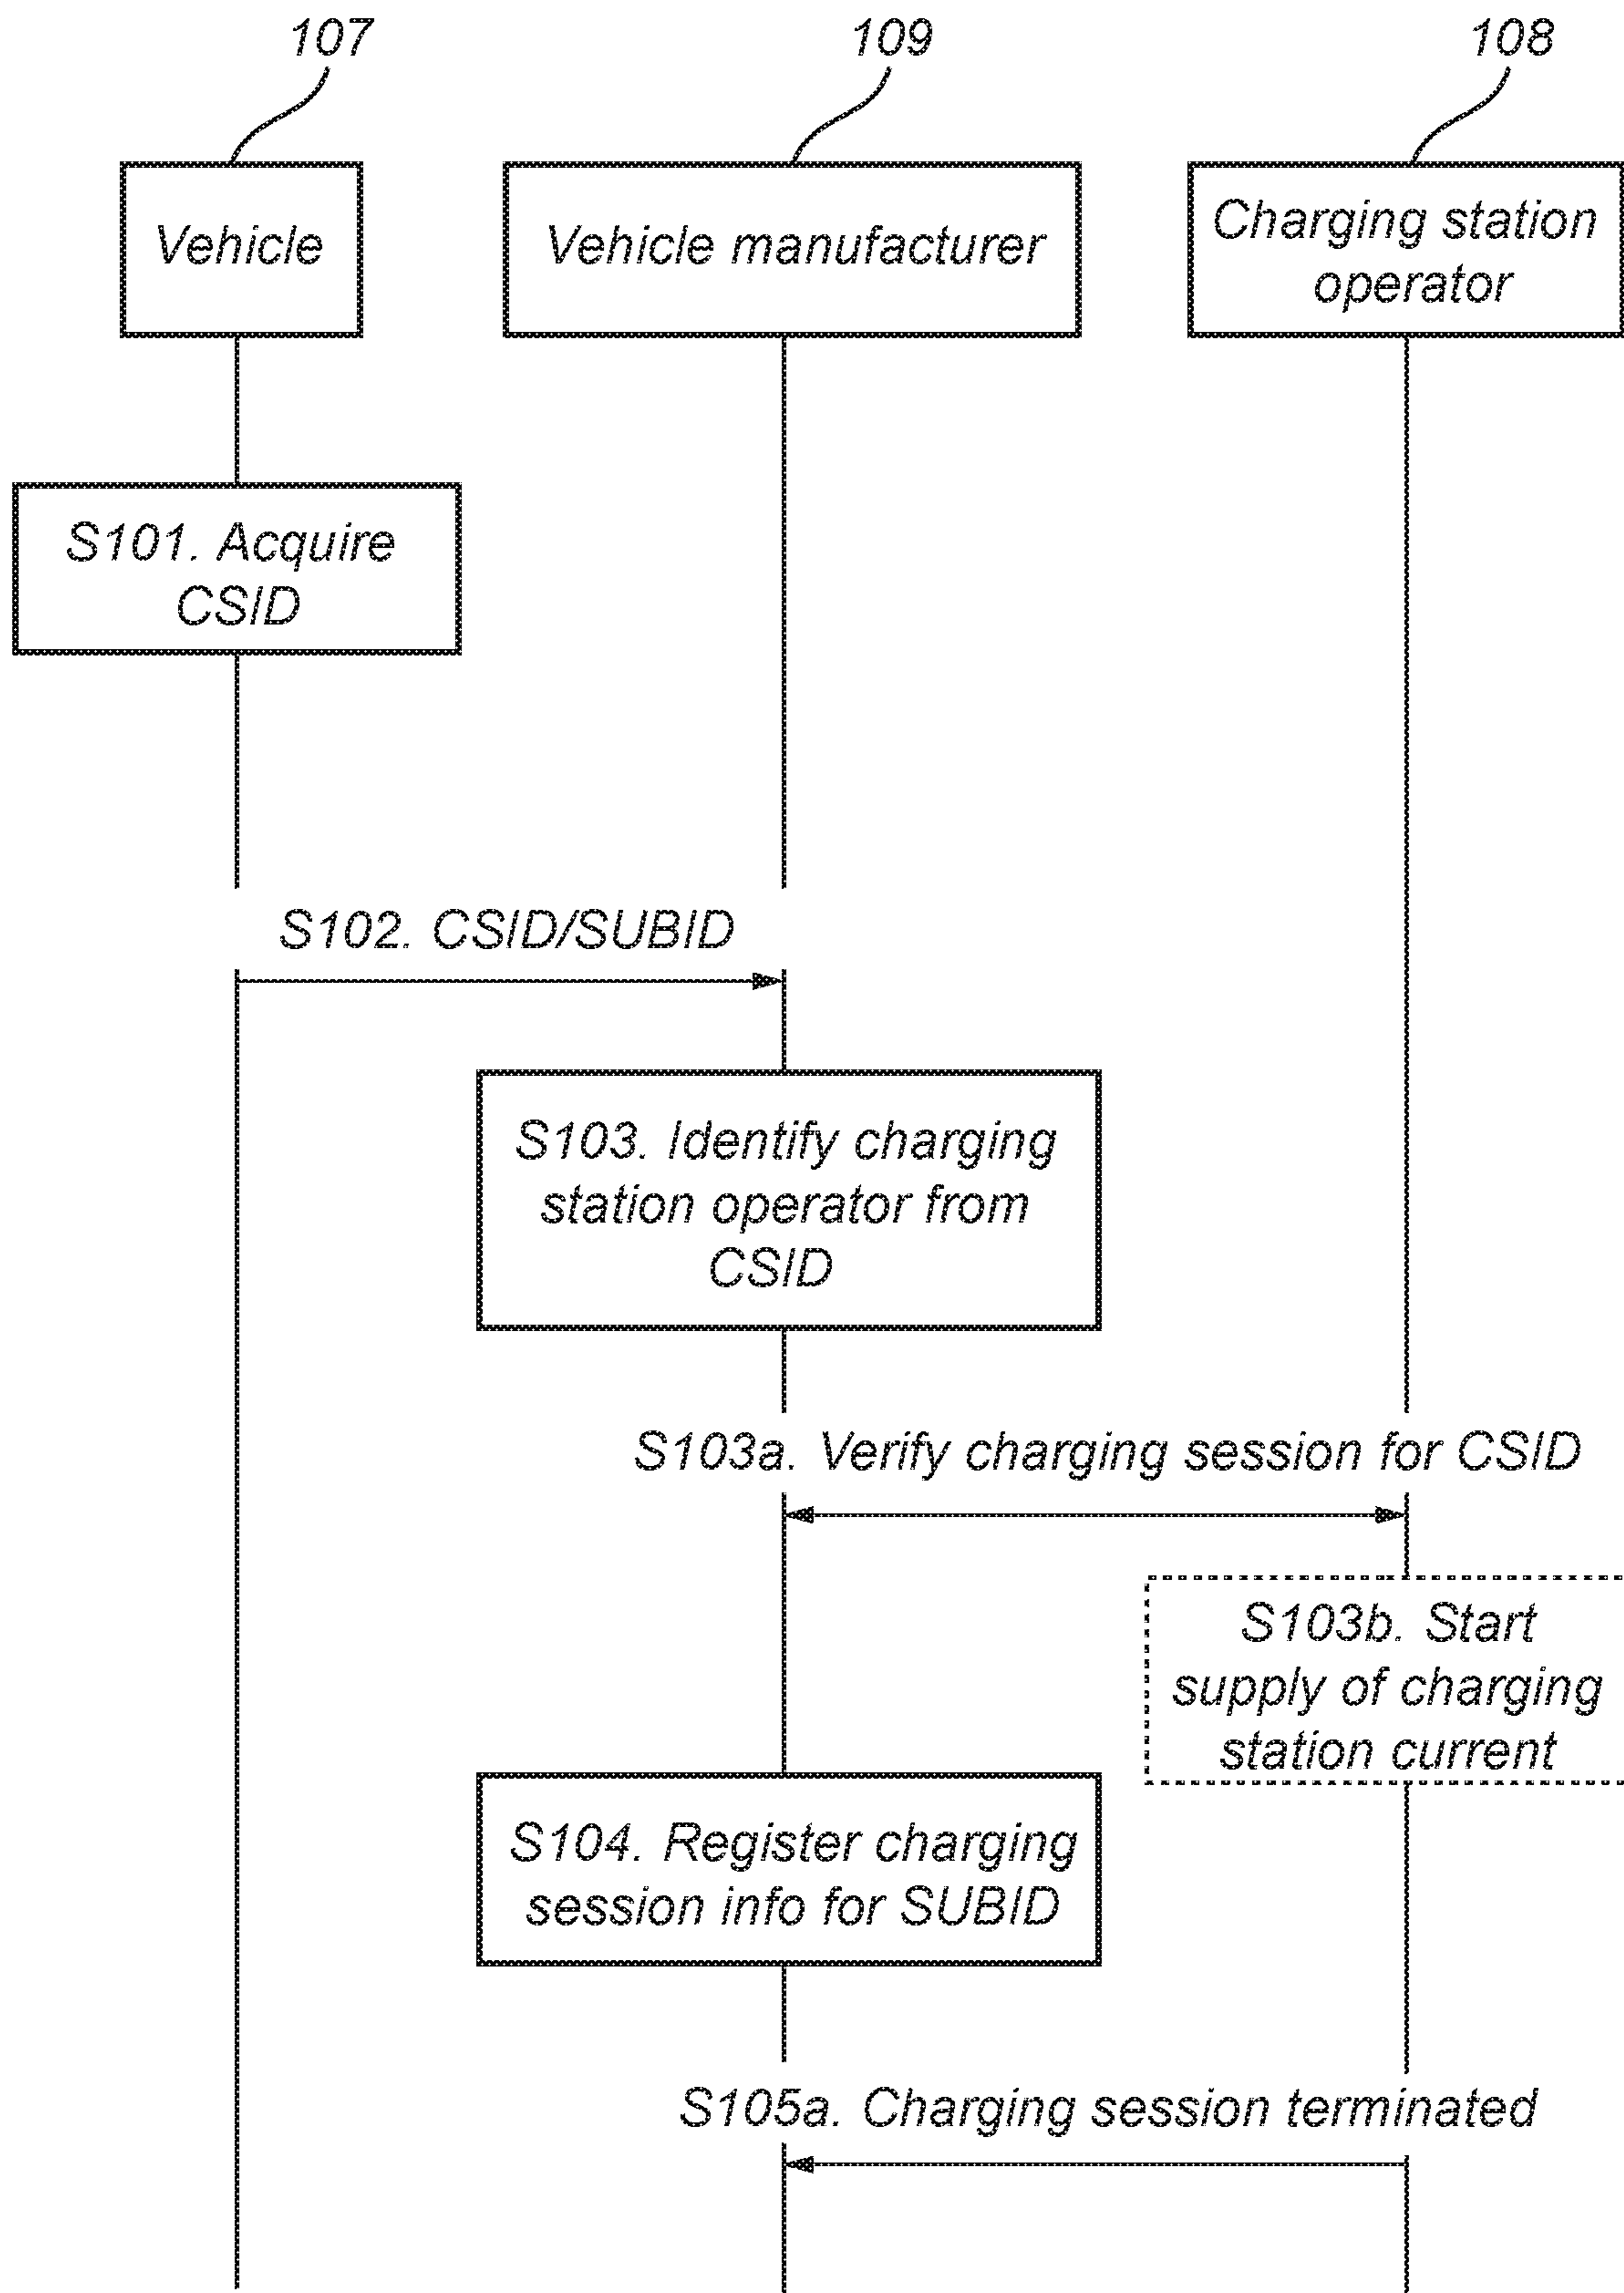 107
109
108
Vehicle
Vehicle manufacturer
Charging station
operator
S101. Acquire
CSID
S102. CSID/SUBID
S103. Identify charging
station operator from
CSID
S103a. Verify charging session for CSID
S103b. Start
supply of charging
station current
S104. Register charging
session info for SUBID
S105a. Charging session terminated